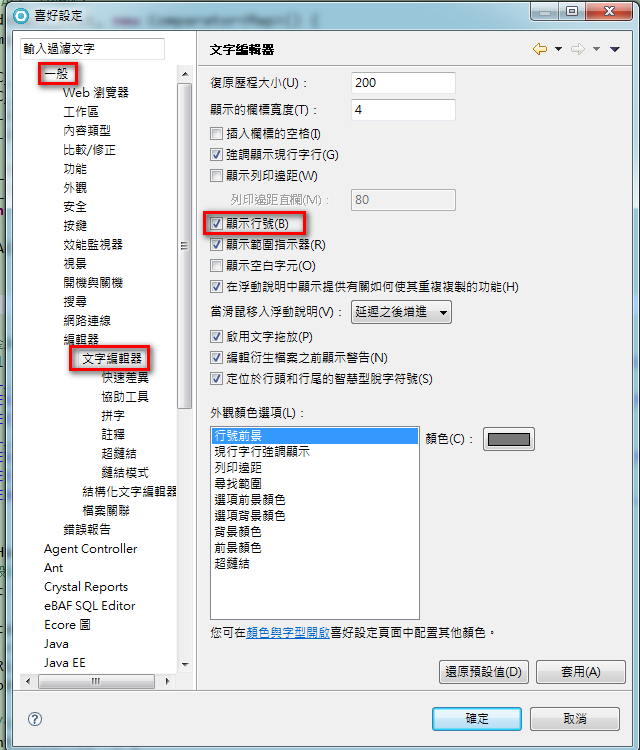 喜好設定
, new Comparator<Map>() {
輸入過濾文字
一般
Web 瀏覽器
工作區
內容類型
比較/修正
功能
外觀
安全
按鍵
效能監視器
視景
開機與關機
搜尋
網路連線
編輯器
文字編輯器
快速差異
協助工具
拼字
註釋
超鏈結
鏈結模式
結構化文字編輯器
檔案關聯
錯誤報告
Agent Controller
Ant
Crystal Reports
eBAF SQL Editor
Ecore 圖
Java
Java EE
文字編輯器
復原歷程大小(U)： 200
顯示的欄標寬度(T)： 4
插入欄標的空格(I)
強調顯示現行字行(G)
顯示列印邊距(W)
列印邊距直欄(M)： 80
顯示行號(B)
顯示範圍指示器(R)
顯示空白字元(O)
在浮動說明中顯示提供有關如何使其重複複製的功能(H)
當滑鼠移入浮動說明(V)： 延遲之後增進
啟用文字拖放(P)
編輯衍生檔案之前顯示警告(N)
定位於行頭和行尾的智慧型脫字符號(S)
外觀顏色選項(L)：
行號前景
現行字行強調顯示
列印邊距
尋找範圍
選項前景顏色
選項背景顏色
背景顏色
前景顏色
超鏈結
顏色(C)：
您可在顏色與字型開啟喜好設定頁面中配置其他顏色。
還原預設值(D) 套用(A)
確定 取消